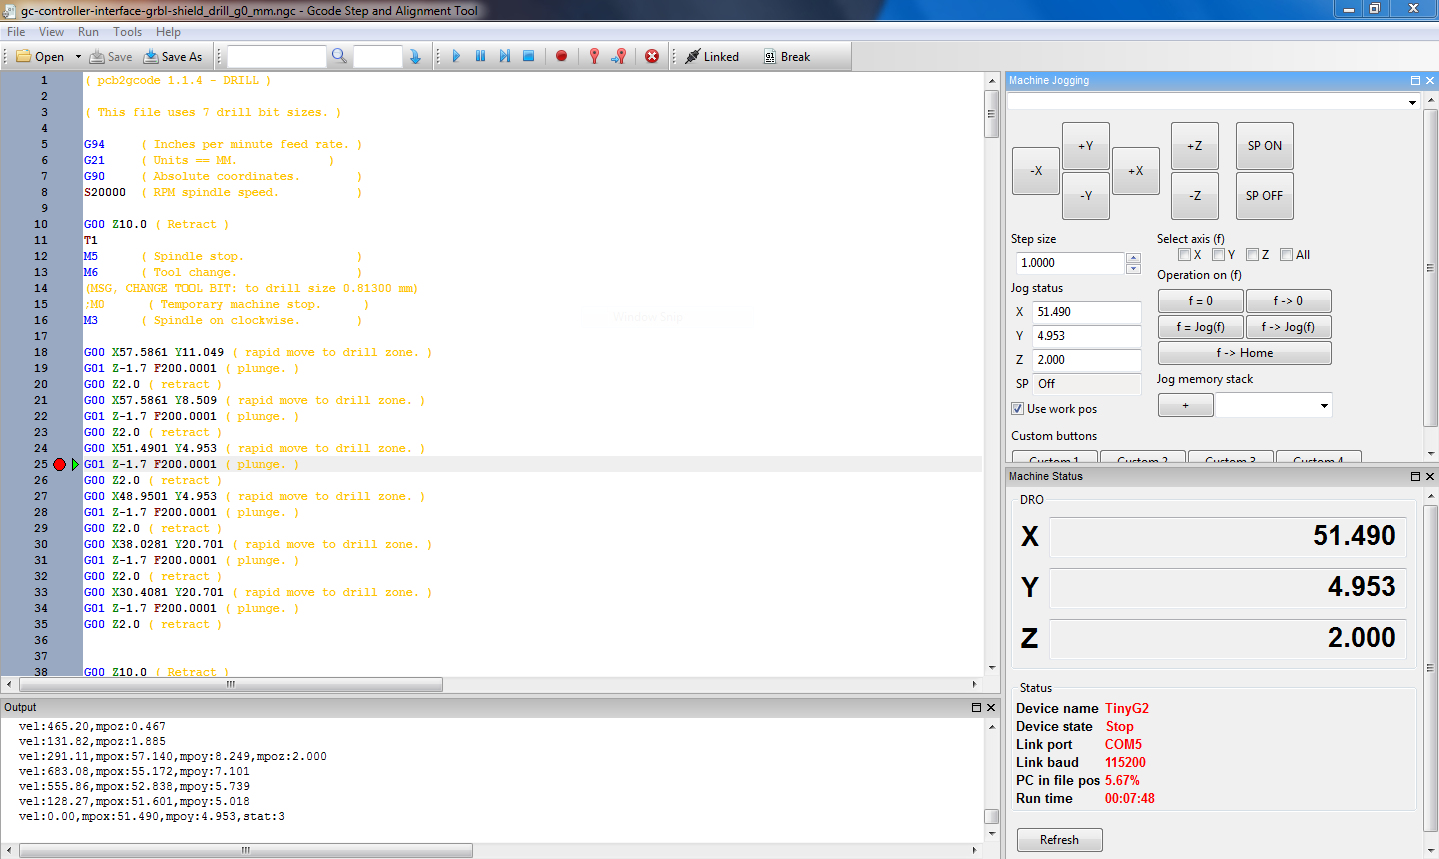 gc-controller-interface-grbl-shield_drill_g0_mm.ngc - Gcode Step and Alignment Tool
File View Run Tools Help
Open Save Save As Linked Break
1 ( pcb2gcode 1.1.4 - DRILL )
2
3 ( This file uses 7 drill bit sizes. )
4
5 G94 ( Inches per minute feed rate. )
6 G21 ( Units == MM. )
7 G90 ( Absolute coordinates. )
8 S20000 ( RPM spindle speed. )
9
10 G00 Z10.0 ( Retract )
11 T1
12 M5 ( Spindle stop. )
13 M6 ( Tool change. )
14 (MSG, CHANGE TOOL BIT: to drill size 0.81300 mm)
15 ;M0 ( Temporary machine stop. )
16 M3 ( Spindle on clockwise. )
17
18 G00 X57.5861 Y11.049 ( rapid move to drill zone. )
19 G01 Z-1.7 F200.0001 ( plunge. )
20 G00 Z2.0 ( retract )
21 G00 X57.5861 Y8.509 ( rapid move to drill zone. )
22 G01 Z-1.7 F200.0001 ( plunge. )
23 G00 Z2.0 ( retract )
24 G00 X51.4901 Y4.953 ( rapid move to drill zone. )
25 G01 Z-1.7 F200.0001 ( plunge. )
26 G00 Z2.0 ( retract )
27 G00 X48.9501 Y4.953 ( rapid move to drill zone. )
28 G01 Z-1.7 F200.0001 ( plunge. )
29 G00 Z2.0 ( retract )
30 G00 X38.0281 Y20.701 ( rapid move to drill zone. )
31 G01 Z-1.7 F200.0001 ( plunge. )
32 G00 Z2.0 ( retract )
33 G00 X30.4081 Y20.701 ( rapid move to drill zone. )
34 G01 Z-1.7 F200.0001 ( plunge. )
35 G00 Z2.0 ( retract )
36
37
38 G00 Z10.0 ( Retract )
Window Snip
Output
vel:465.20,mpoz:0.467
vel:131.82,mpoz:1.885
vel:291.11,mpox:57.140,mpoy:8.249,mpoz:2.000
vel:683.08,mpox:55.172,mpoy:7.101
vel:555.86,mpox:52.838,mpoy:5.739
vel:128.27,mpox:51.601,mpoy:5.018
vel:0.00,mpox:51.490,mpoy:4.953,stat:3
Machine Jogging
+Y +Z SP ON
-X +X
-Y -Z SP OFF
Step size
1.0000
Jog status
X 51.490
Y 4.953
Z 2.000
SP Off
Use work pos
Select axis (f)
X Y Z All
Operation on (f)
f = 0 f -> 0
f = Jog(f) f -> Jog(f)
f -> Home
Jog memory stack
+
Custom buttons
Custom 1 Custom 2 Custom 3 Custom 4
Machine Status
DRO
X 51.490
Y 4.953
Z 2.000
Status
Device name TinyG2
Device state Stop
Link port COM5
Link baud 115200
PC in file pos 5.67%
Run time 00:07:48
Refresh